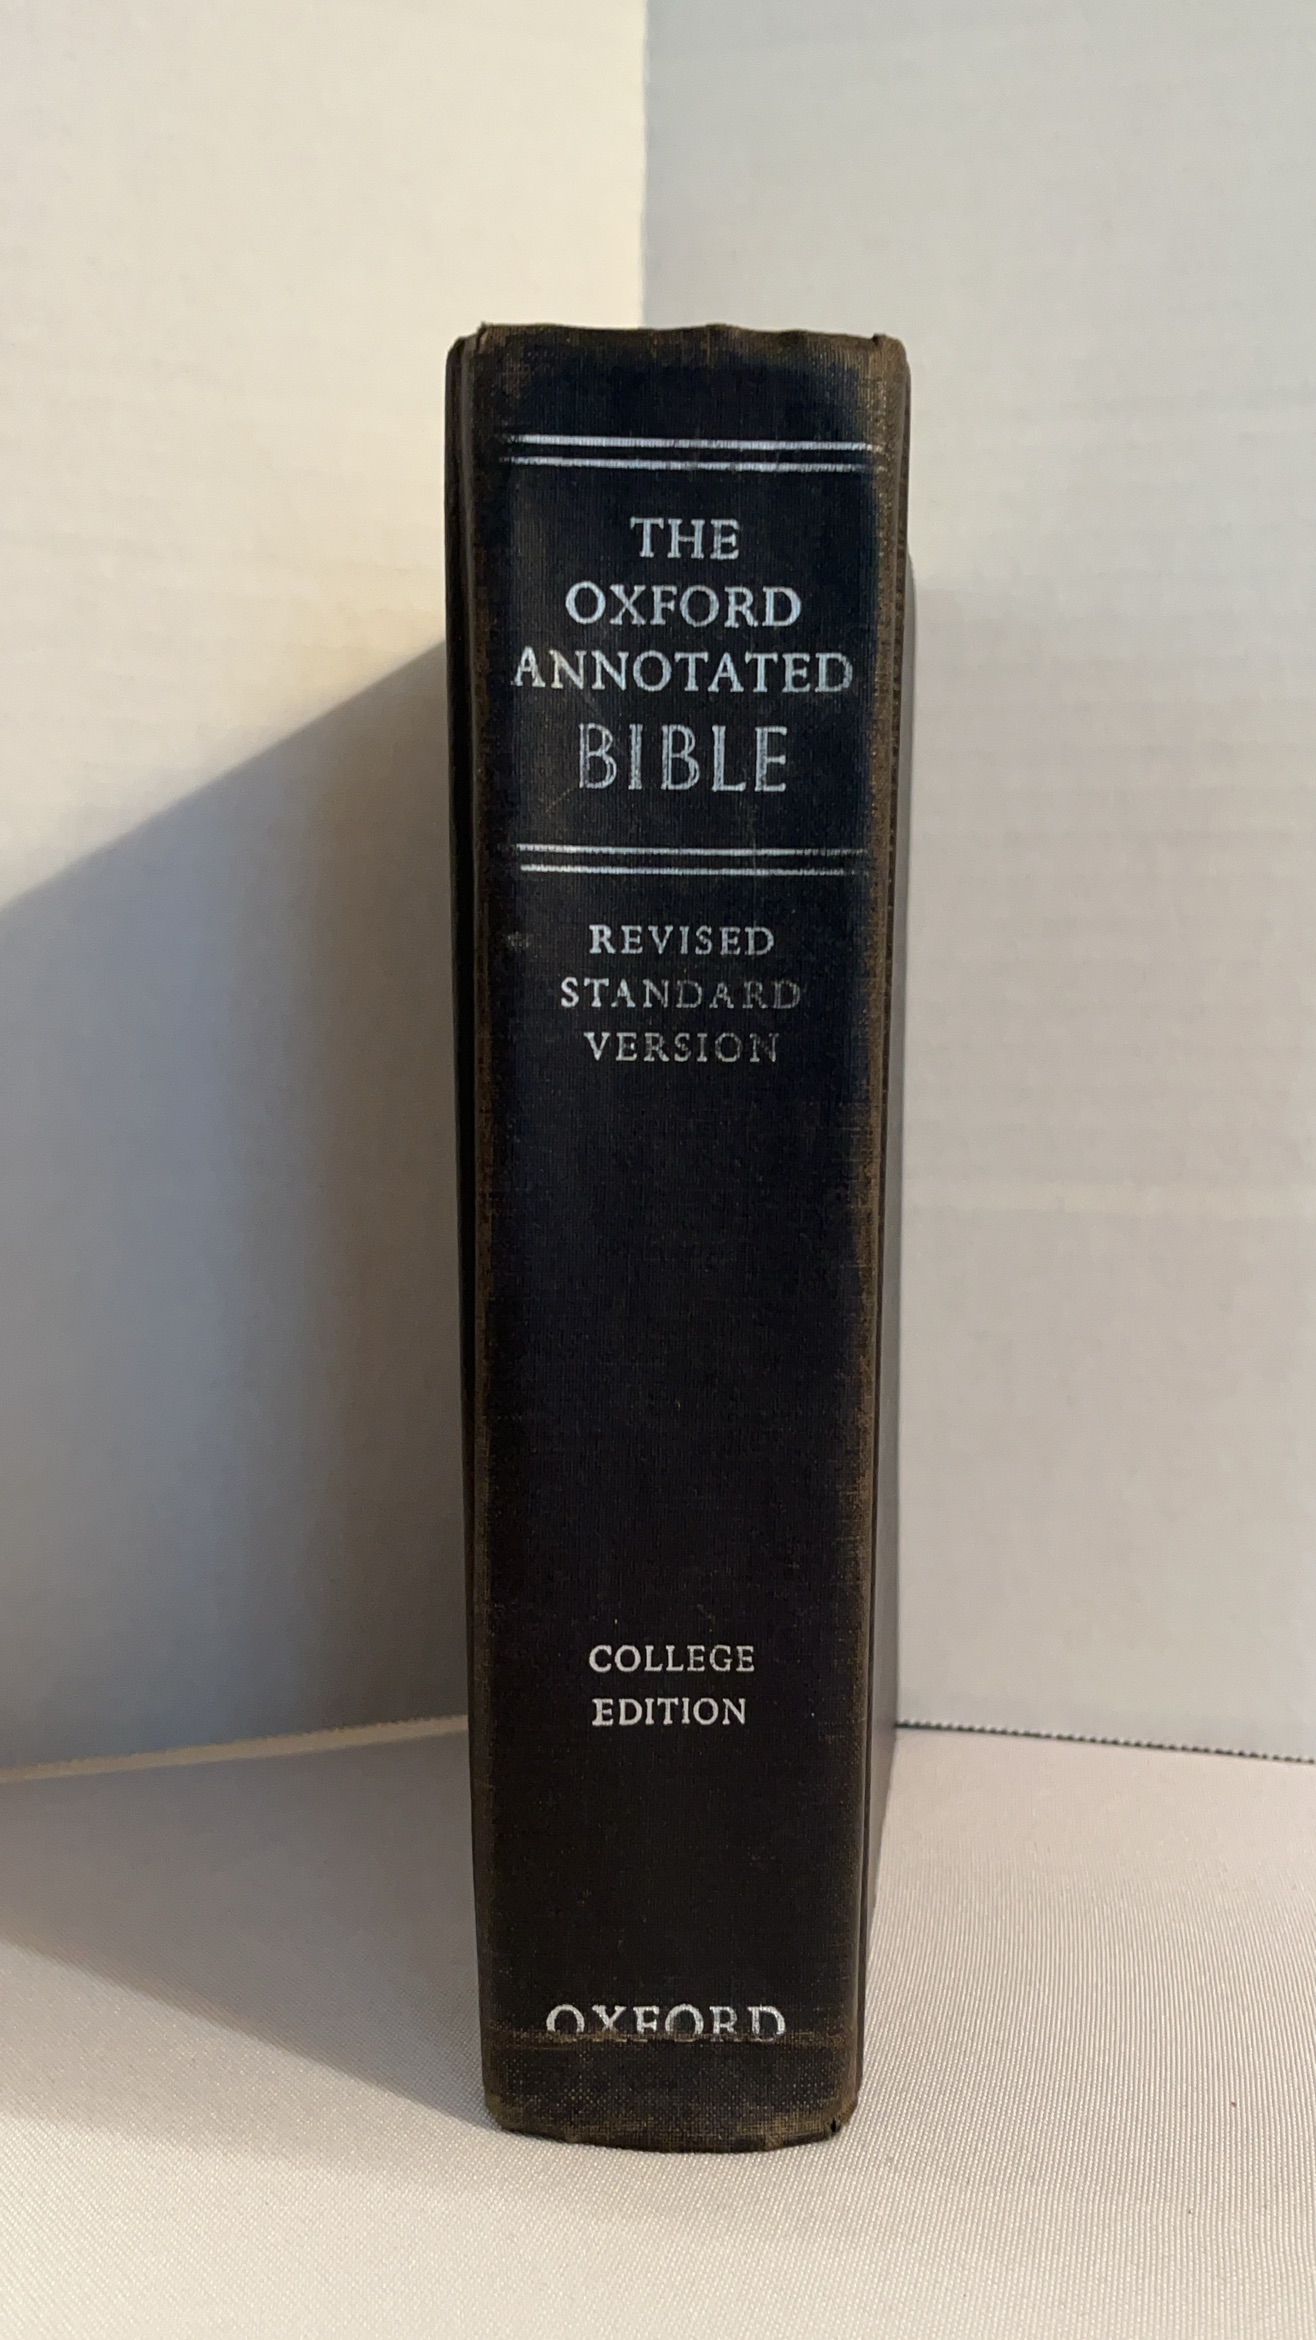 THE
OXFORD
ANNOTATED
BIBLE
REVISED
STANDARD
VERSION
COLLEGE
EDITION
OXFORD